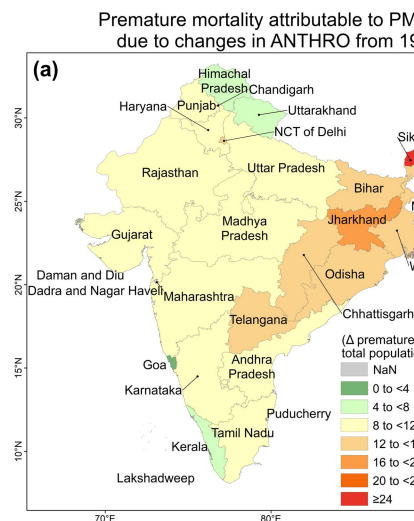 Premature mortality attributable to PM
due to changes in ANTHRO from 19
(a)
Himachal
Pradesh
Chandigarh
Haryana
Punjab
Uttarakhand
NCT of Delhi
Sik
Rajasthan
Uttar Pradesh
Bihar
Jharkhand
Gujarat
Madhya
Pradesh
Odisha
Daman and Diu
Dadra and Nagar Haveli
Maharashtra
Telangana
Chhattisgarh
Goa
Andhra
Pradesh
Karnataka
Puducherry
Tamil Nadu
Kerala
Lakshadweep
(Δ premature
total populati
NaN
0 to <4
4 to <8
8 to <12
12 to <1
16 to <2
20 to <2
≥24
30°N
25°N
20°N
15°N
10°N
70°E
80°E